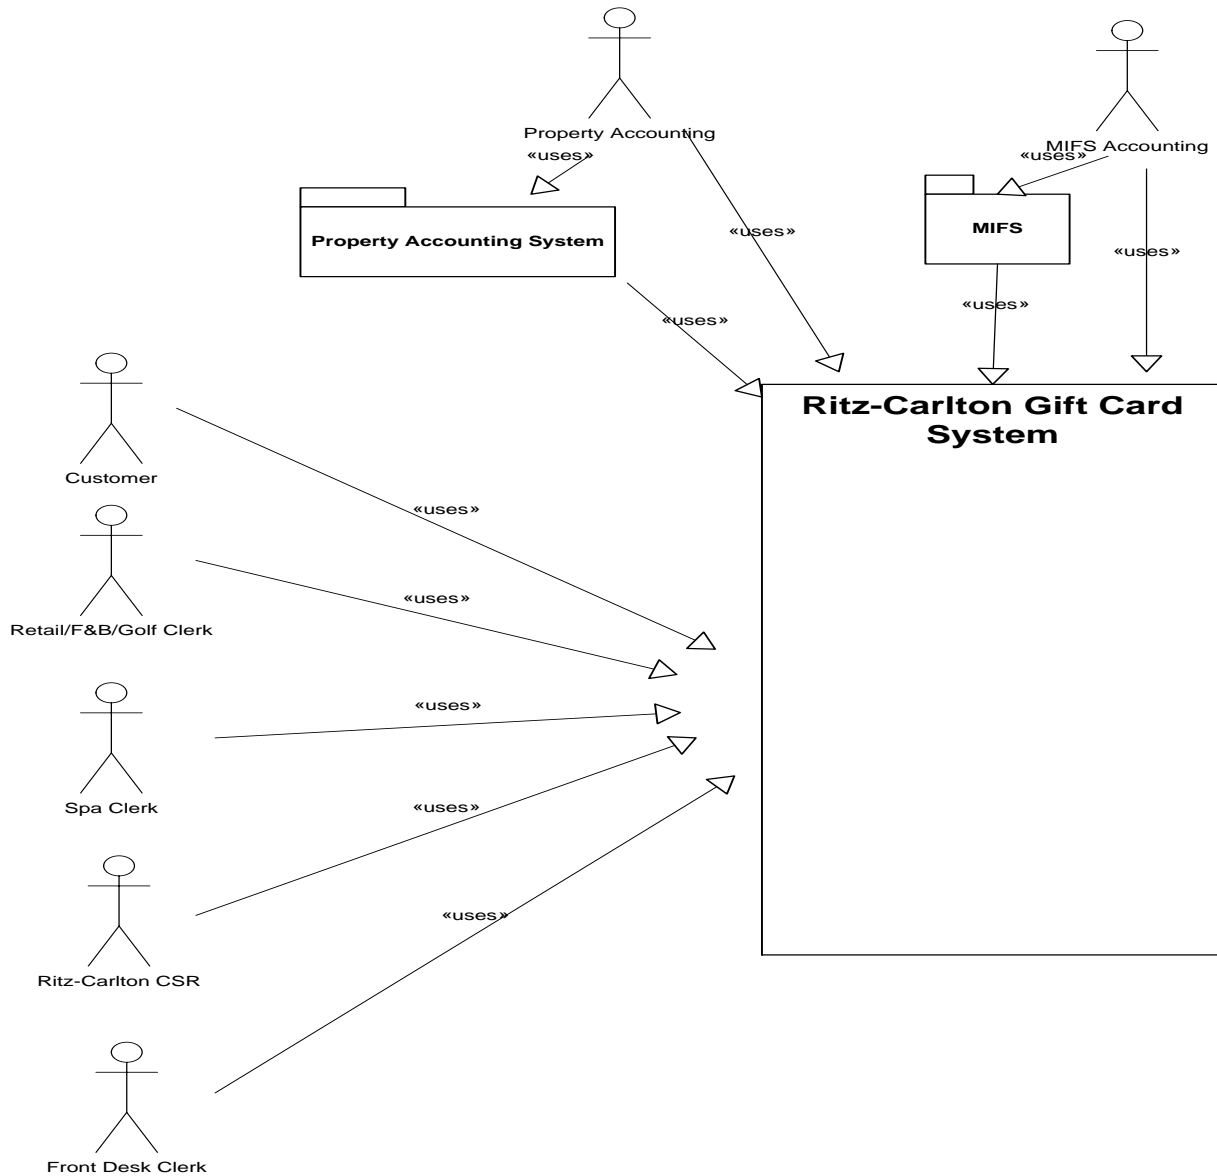 Property Accounting
MIFS Accounting
«uses»
«uses»
Property Accounting System
MIFS
«uses»
«uses»
«uses»
«uses»
Ritz-Carlton Gift Card
System
Customer
«uses»
«uses»
Retail/F&B/Golf Clerk
«uses»
Spa Clerk
«uses»
Ritz-Carlton CSR
«uses»
Front Desk Clerk